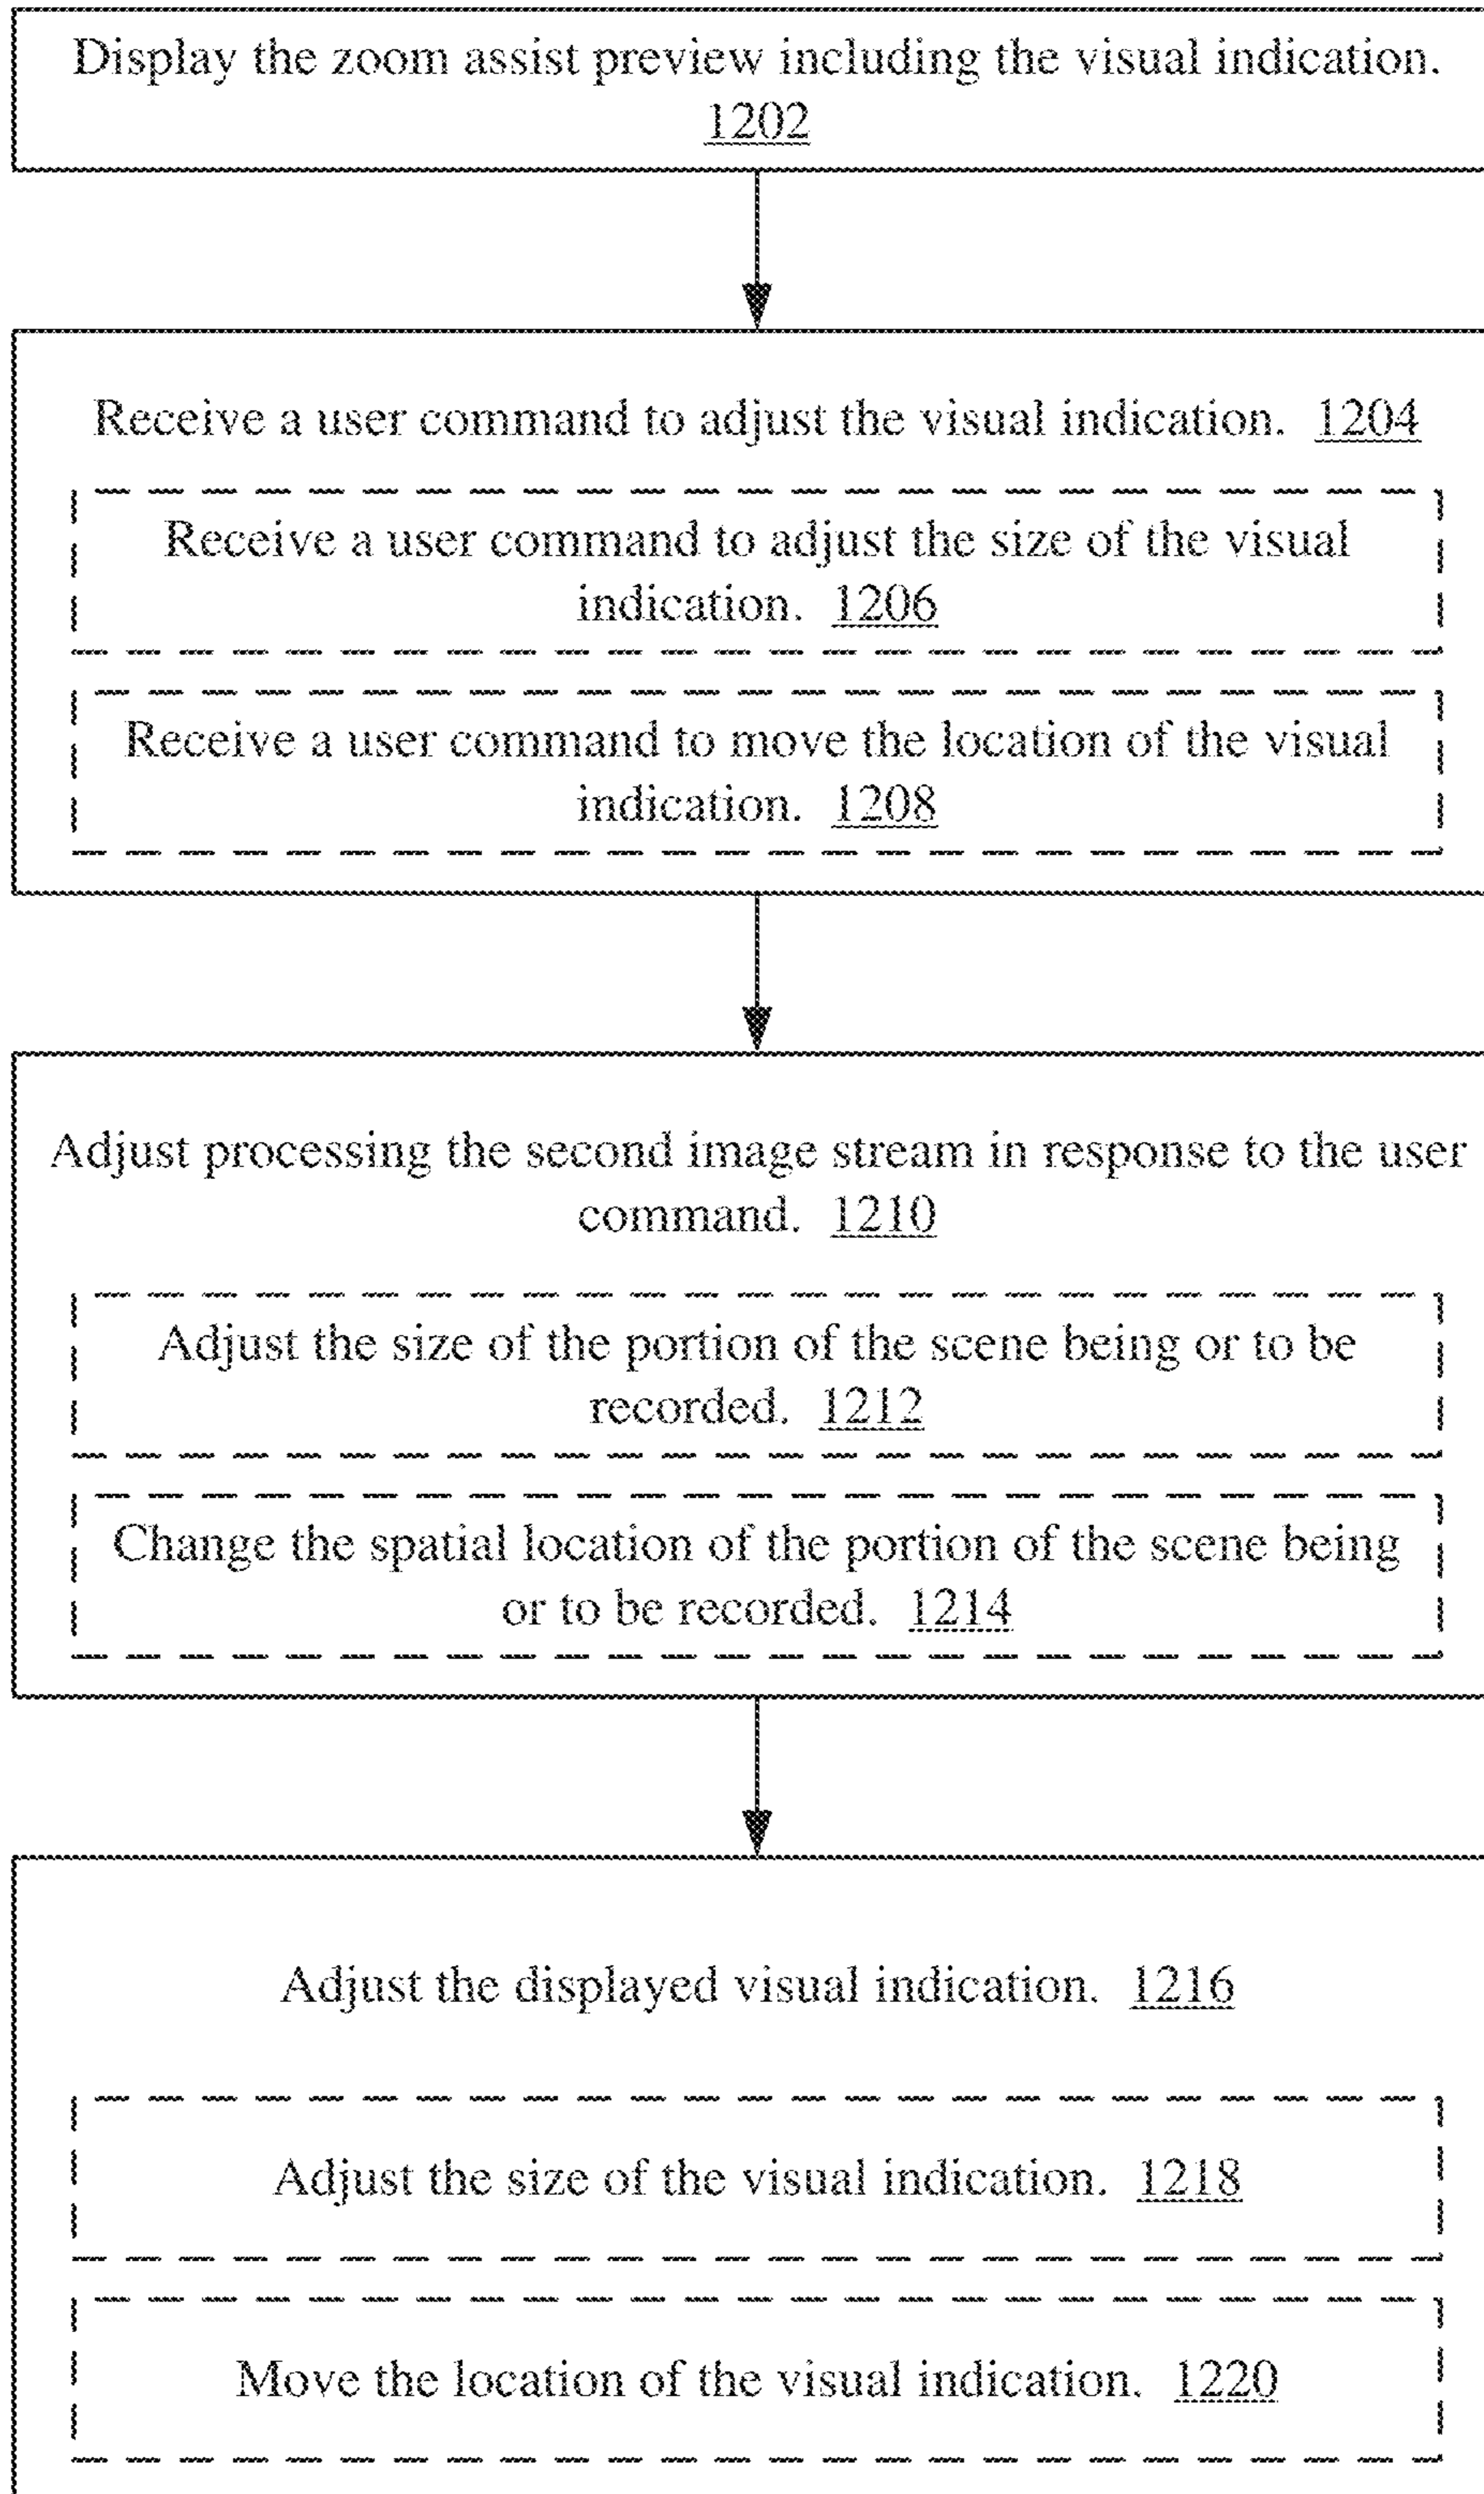 Display the zoom assist preview including the visual indication.
1202
Receive a user command to adjust the visual indication. 1204
Receive a user command to adjust the size of the visual
indication. 1206
Receive a user command to move the location of the visual
indication. 1208
Adjust processing the second image stream in response to the user
command. 1210
Adjust the size of the portion of the scene being or to be
recorded. 1212
Change the spatial location of the portion of the scene being
or to be recorded. 1214
Adjust the displayed visual indication. 1216
Adjust the size of the visual indication. 1218
Move the location of the visual indication. 1220